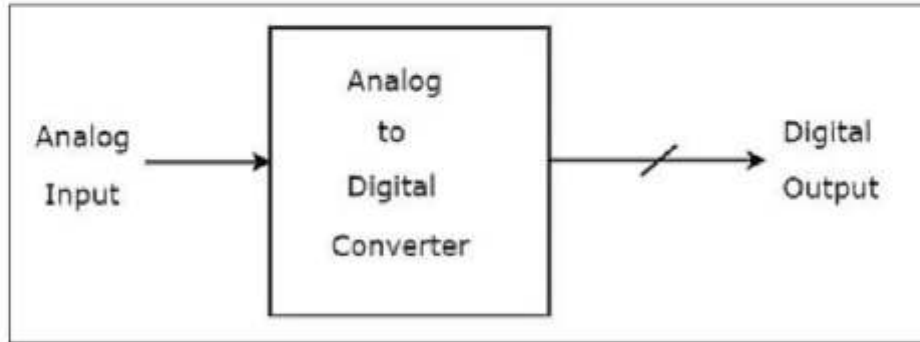 Analog
Input
Analog
to
Digital
Converter
Digital
Output